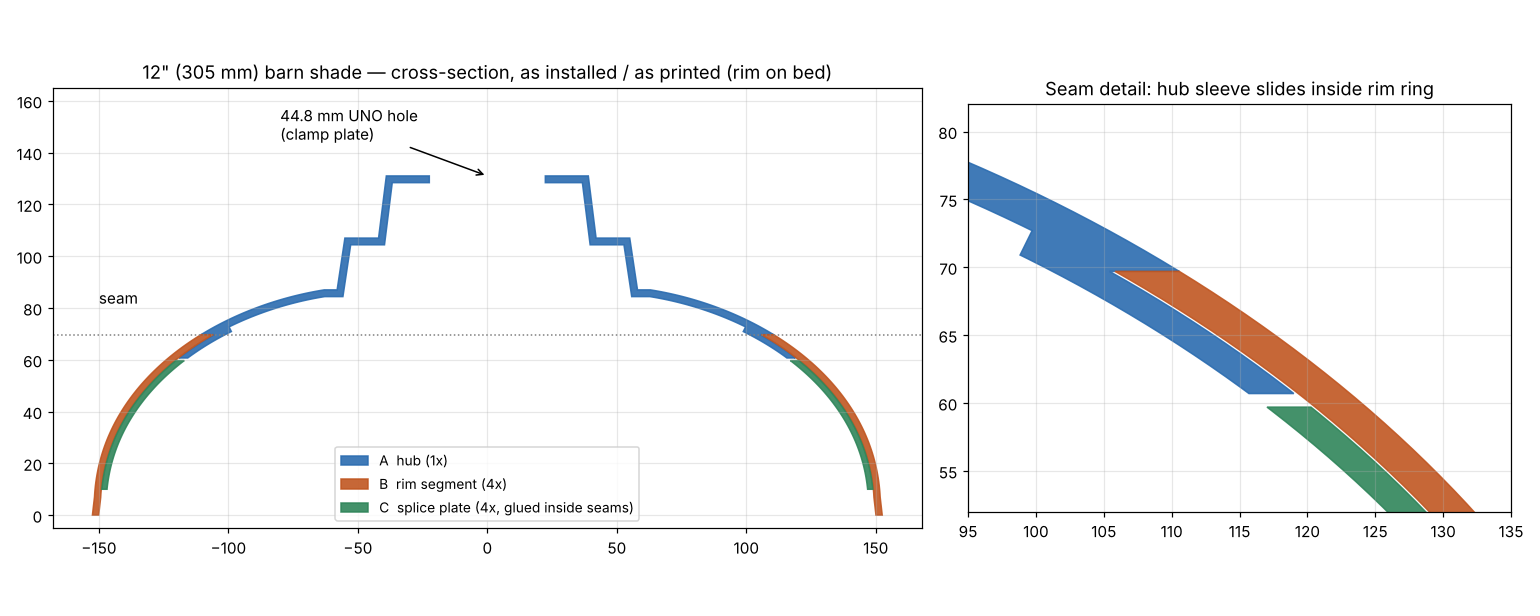 12" (305 mm) barn shade — cross-section, as installed / as printed (rim on bed)
160
140
120
100
80
60
40
20
0
44.8 mm UNO hole
(clamp plate)
seam
A hub (1x)
B rim segment (4x)
C splice plate (4x, glued inside seams)
−150 −100 −50 0 50 100 150
Seam detail: hub sleeve slides inside rim ring
80
75
70
65
60
55
95 100 105 110 115 120 125 130 135